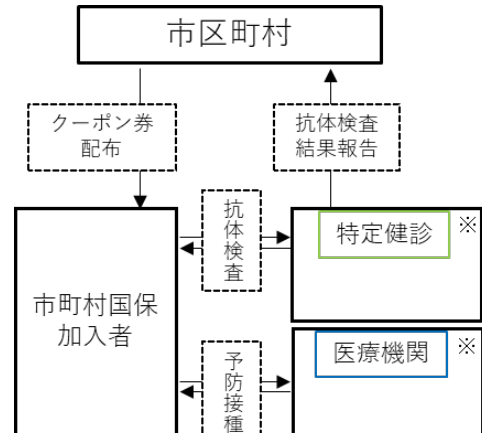 市区町村
クーポン券
配布
抗体検査
結果報告
抗体検査
特定健診
※
市町村国保
加入者
医療機関
※
予防接種